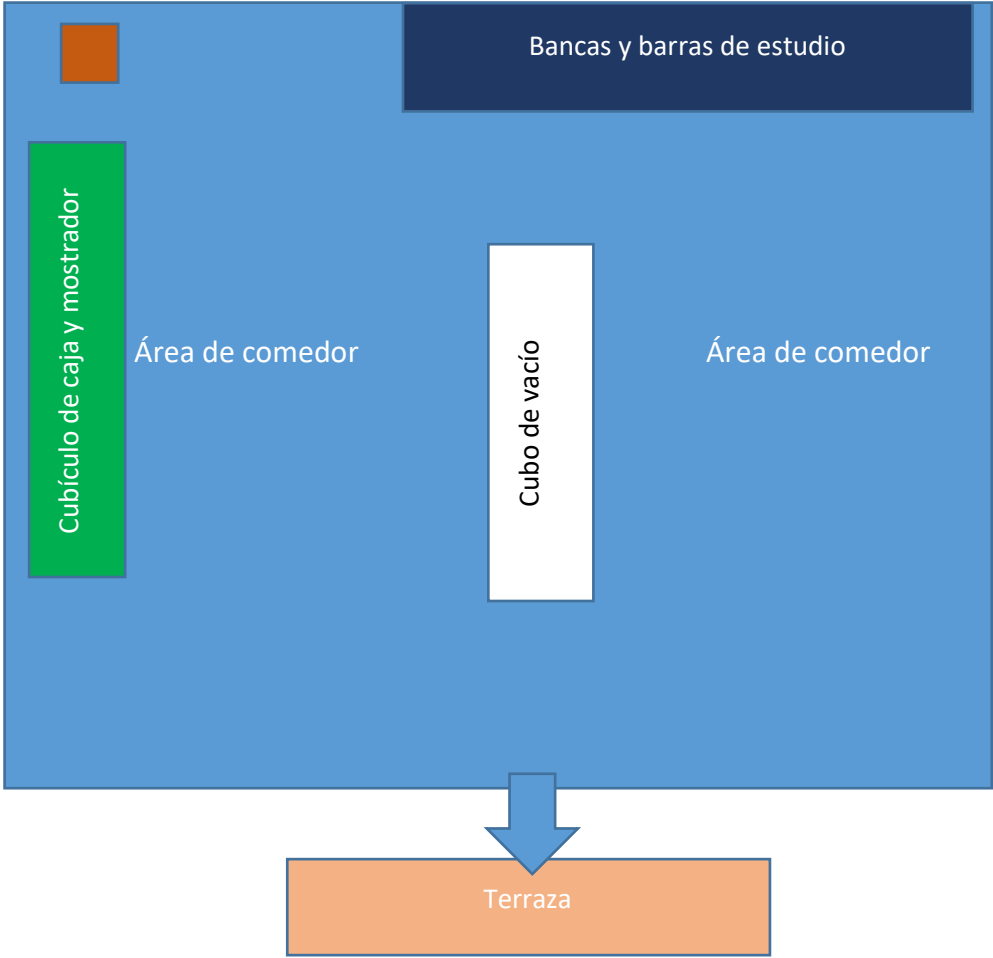 Bancas y barras de estudio
Cubículo de caja y mostrador
Área de comedor
Cubo de vacío
Área de comedor
Terraza